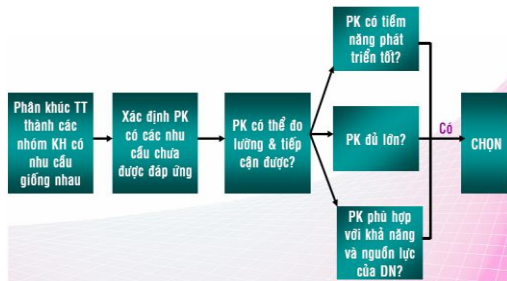 PK có tiềm
năng phát
triển tốt?
Phân khúc TT
thành các
nhóm KH có
nhu cầu
giống nhau
Xác định PK
có các nhu
cầu chưa
được đáp ứng
PK có thể đo
lường & tiếp
cận được?
PK đủ lớn?
Có
CHỌN
PK phù hợp
với khả năng
và nguồn lực
của DN?